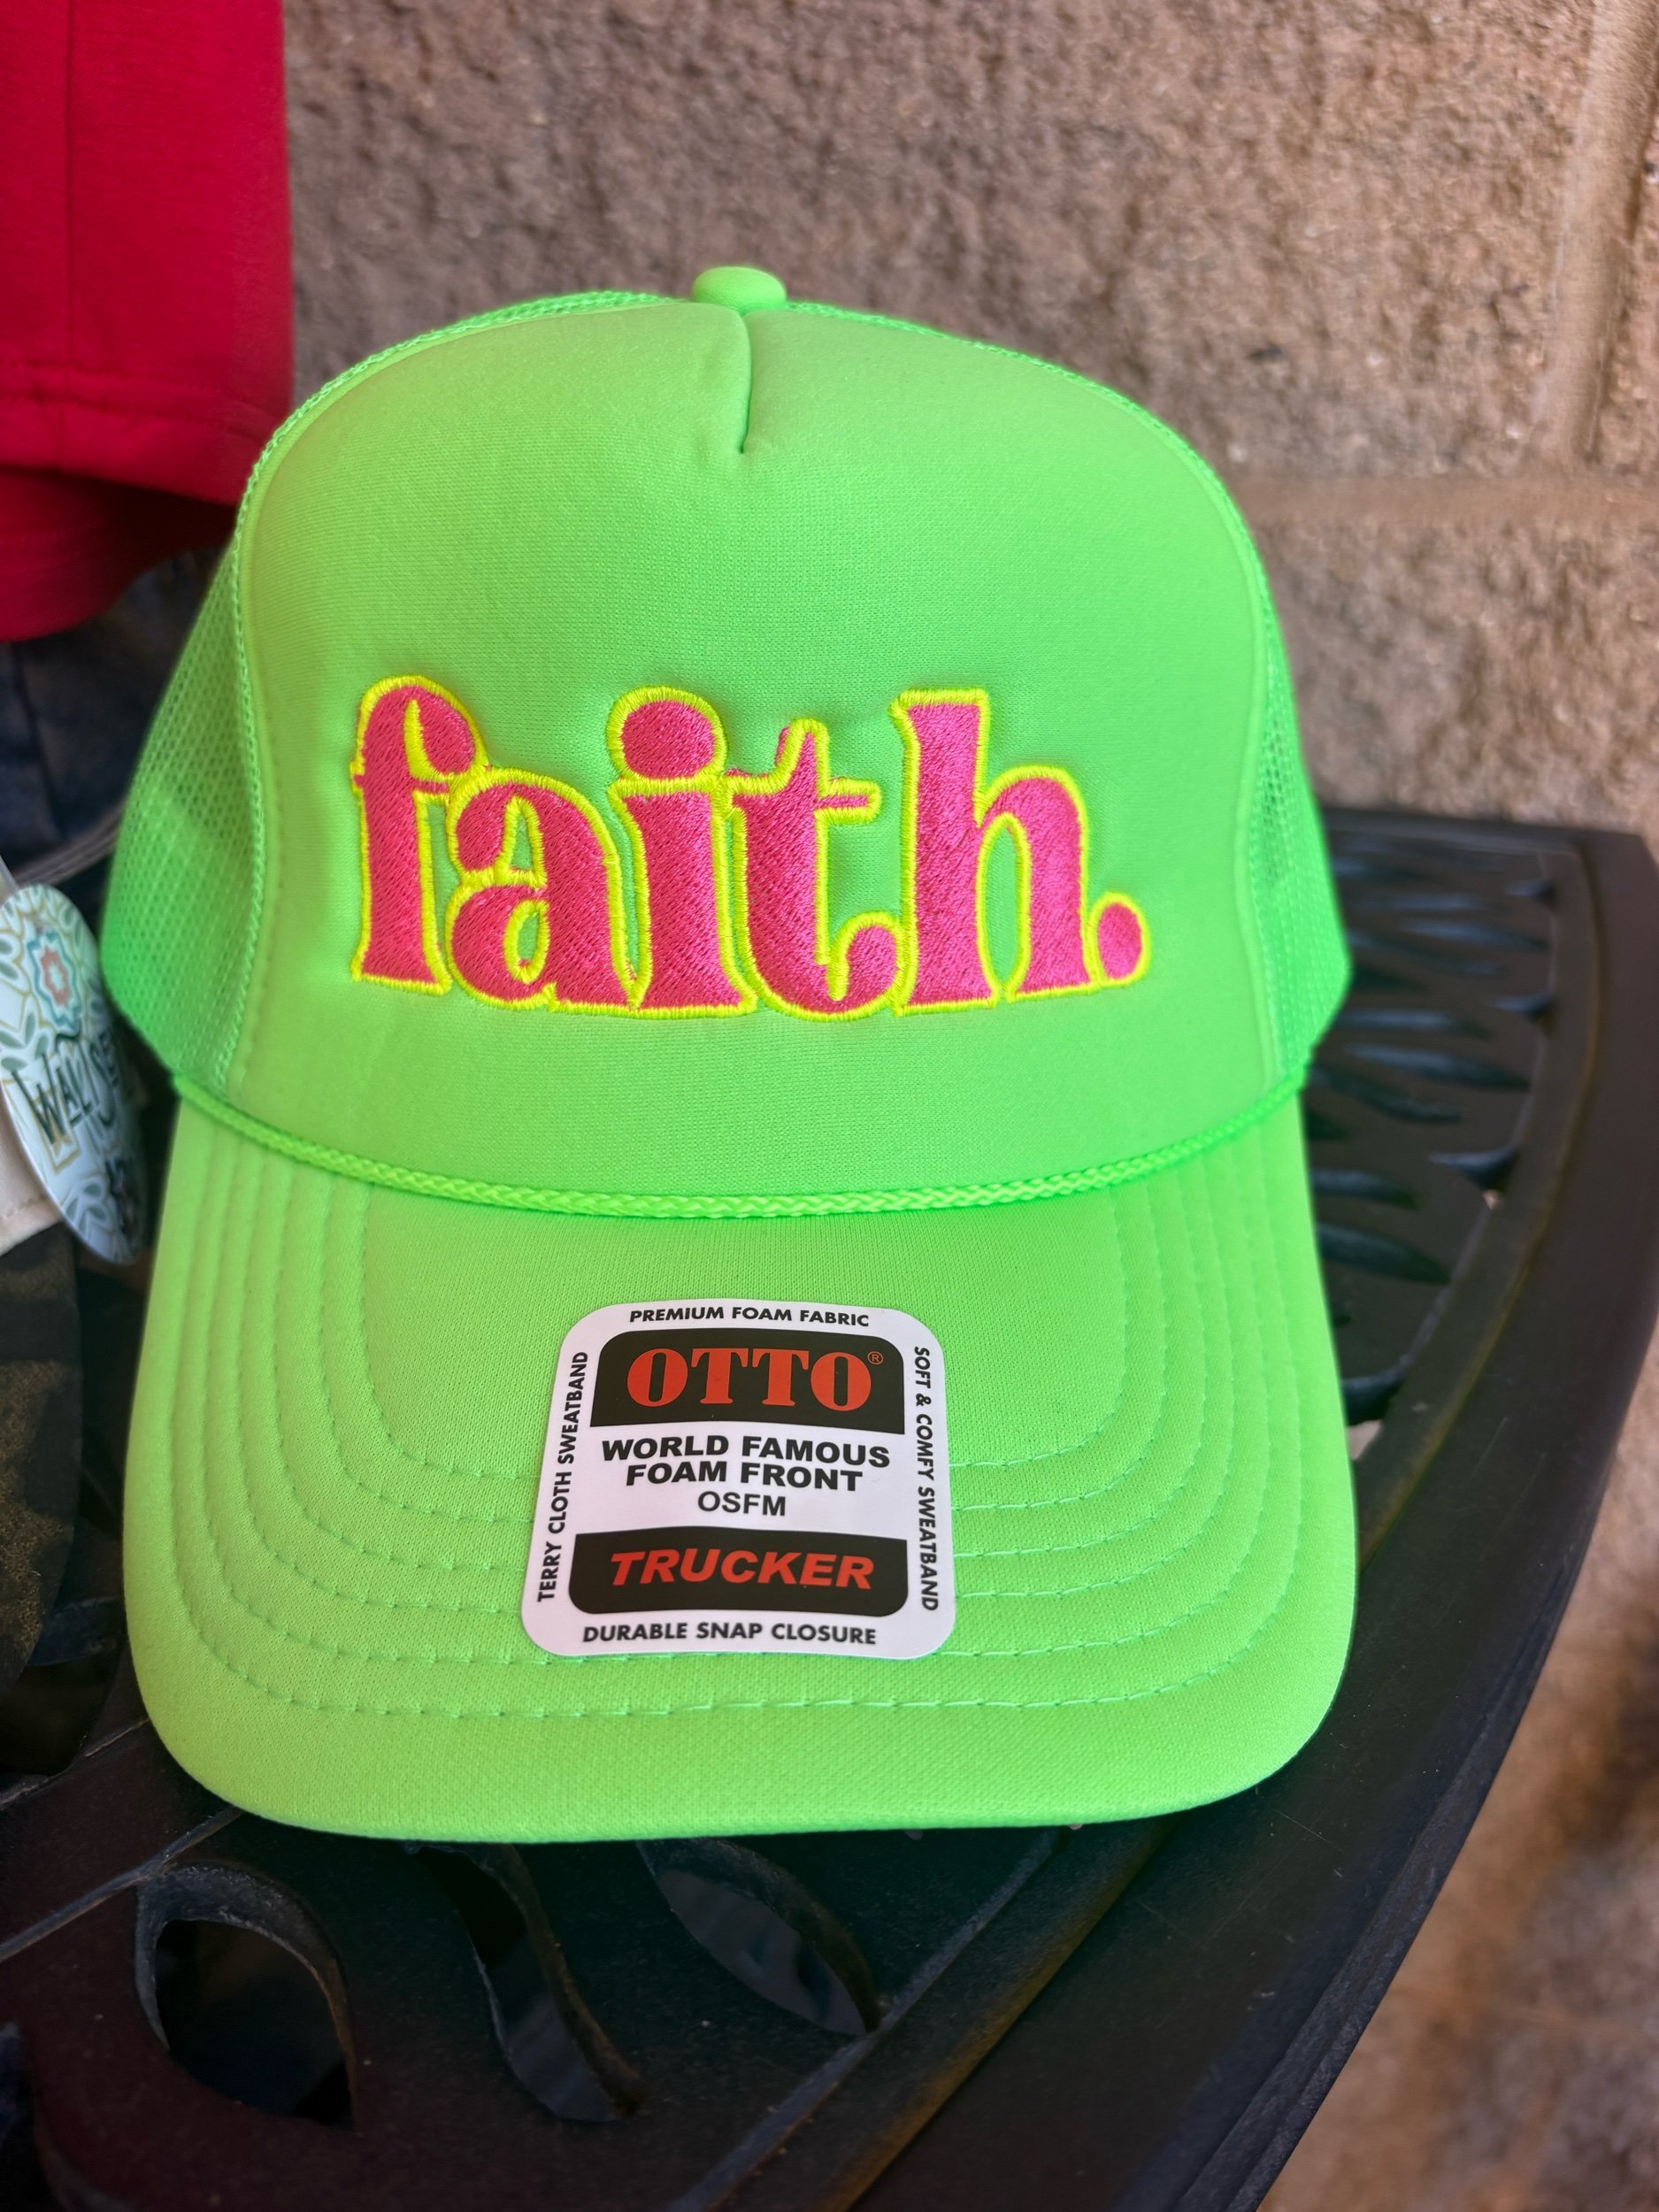 faith.
PREMIUM FOAM FABRIC
OTTO®
WORLD FAMOUS
FOAM FRONT
OSFM
TRUCKER
DURABLE SNAP CLOSURE
TERRY CLOTH SWEATBAND
SOFT & COMFY SWEATBAND